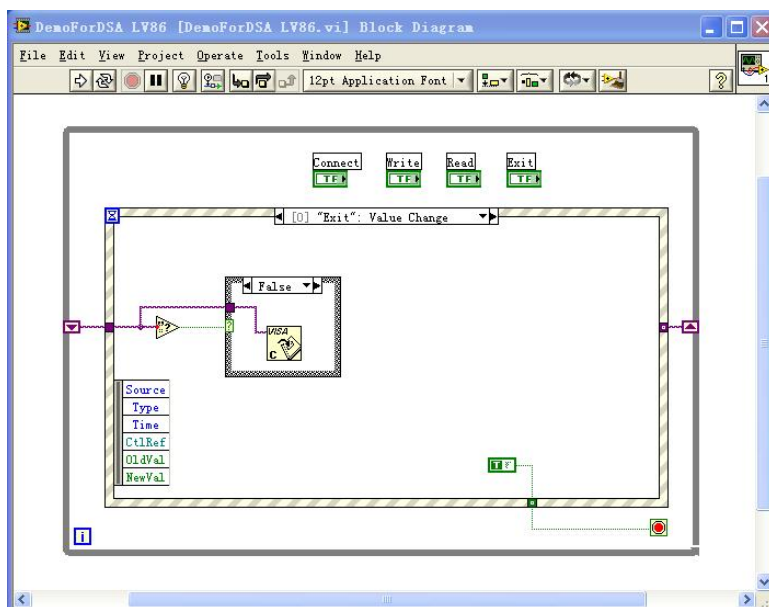 DemoForDSA LV86 [DemoForDSA LV86.vi] Block Diagram
File Edit View Project Operate Tools Window Help
12pt Application Font
?
1
Connect Write Read Exit
TF TF TF TF
[0] "Exit": Value Change
False
?
?
VISA
C
Source
Type
Time
CtlRef
OldVal
NewVal
T F
i